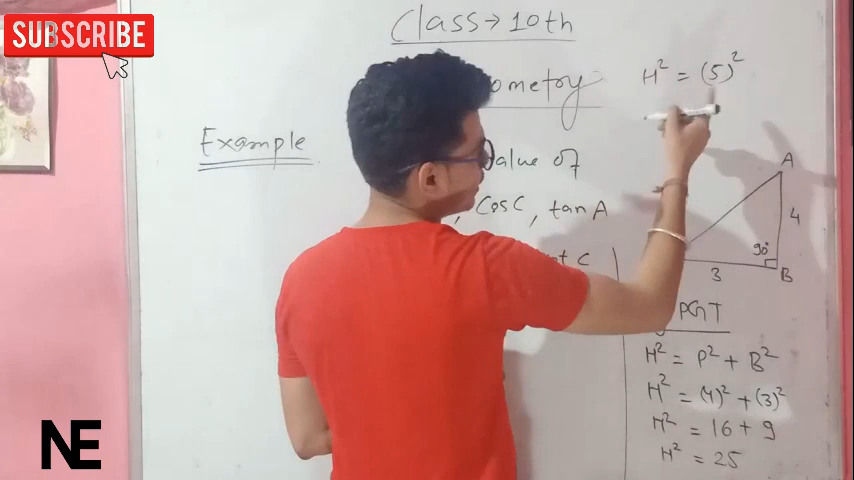 SUBSCRIBE
Class → 10th
ometry
Example
value of
, Cos C, tan A
C
H² = (5)²
A
4
90°
3
B
PGT
H² = P² + B²
H² = (4)² + (3)²
H² = 16 + 9
H² = 25
NE